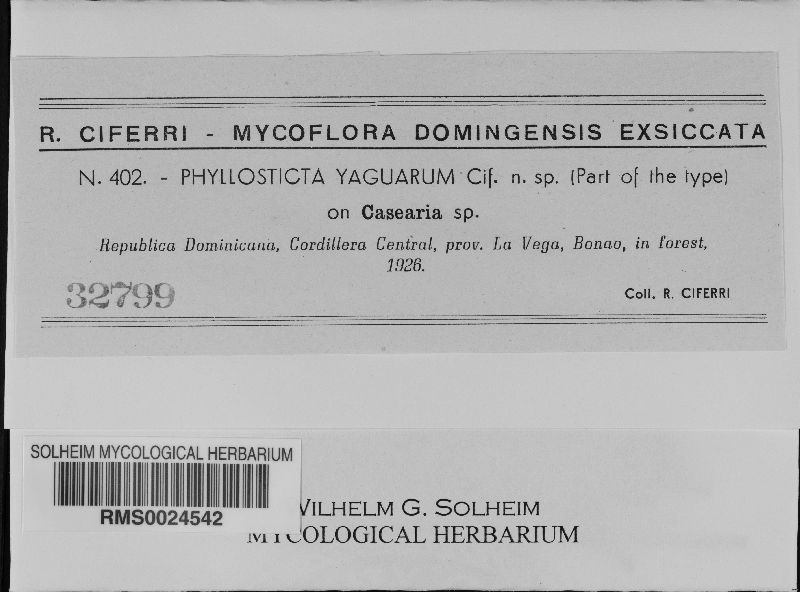 R. CIFERRI - MYCOFLORA DOMINGENSIS EXSICCATA
N. 402. - PHYLLOSTICTA YAGUARUM Cif. n. sp. (Part of the type)
on Casearia sp.
Republica Dominicana, Cordillera Central, prov. La Vega, Bonao, in forest,
1926.
32799
Coll. R. CIFERRI
SOLHEIM MYCOLOGICAL HERBARIUM
RMS0024542
WILHELM G. SOLHEIM
MYCOLOGICAL HERBARIUM